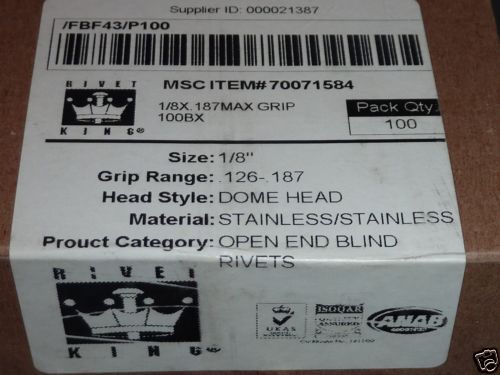 Supplier ID: 000021387
/FBF43/P100
RIVET
KING®
MSC ITEM# 70071584
1/8X.187MAX GRIP
100BX
Pack Qty
100
Size: 1/8"
Grip Range: .126-.187
Head Style: DOME HEAD
Material: STAINLESS/STAINLESS
Prouct Category: OPEN END BLIND
RIVETS
RIVET
KING®
UKAS
ISOQAR
ANAB